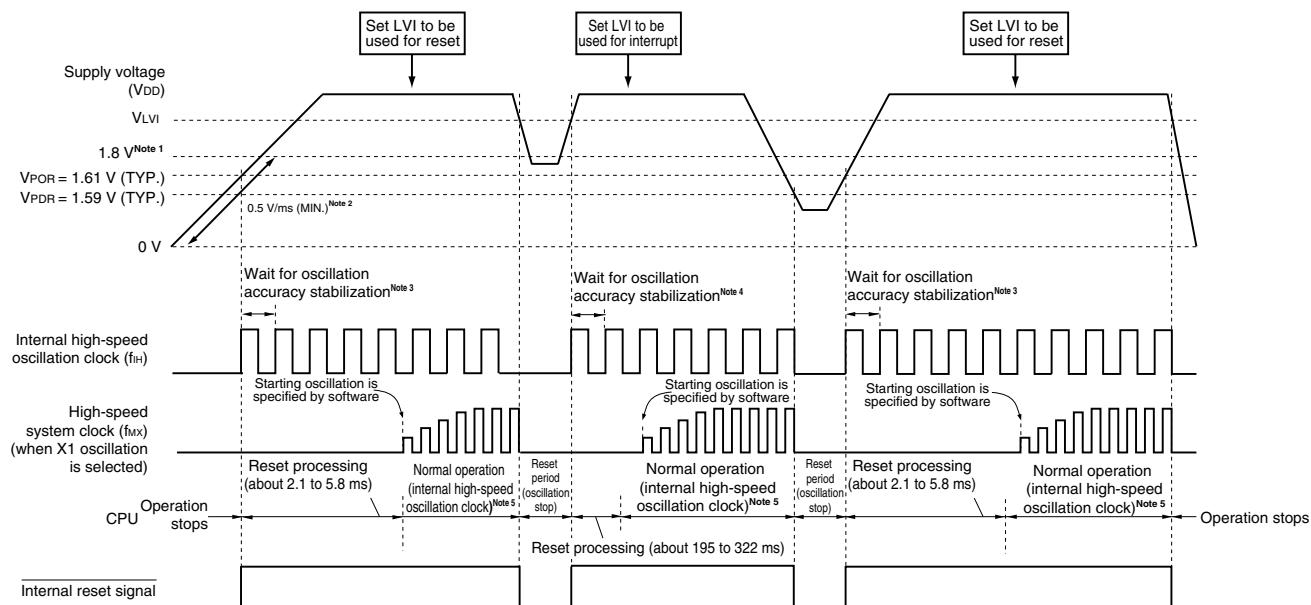 Set LVI to be
used for reset
Set LVI to be
used for interrupt
Set LVI to be
used for reset
Supply voltage
(VDD)
VLVI
1.8 V Note 1
VPOR = 1.61 V (TYP.)
VPDR = 1.59 V (TYP.)
0.5 V/ms (MIN.) Note 2
0 V
Wait for oscillation
accuracy stabilization Note 3
Wait for oscillation
accuracy stabilization Note 4
Wait for oscillation
accuracy stabilization Note 3
Internal high-speed
oscillation clock (fIH)
Starting oscillation is
specified by software
Starting oscillation is
specified by software
Starting oscillation is
specified by software
High-speed
system clock (fMX)
(when X1 oscillation
is selected)
Reset processing
(about 2.1 to 5.8 ms)
Normal operation
(internal high-speed
oscillation clock) Note 5
Reset
period
(oscillation
stop)
Normal operation
(internal high-speed
oscillation clock) Note 5
Reset
period
(oscillation
stop)
Reset processing
(about 2.1 to 5.8 ms)
Normal operation
(internal high-speed
oscillation clock) Note 5
CPU
Operation
stops
Operation stops
Reset processing (about 195 to 322 ms)
Internal reset signal